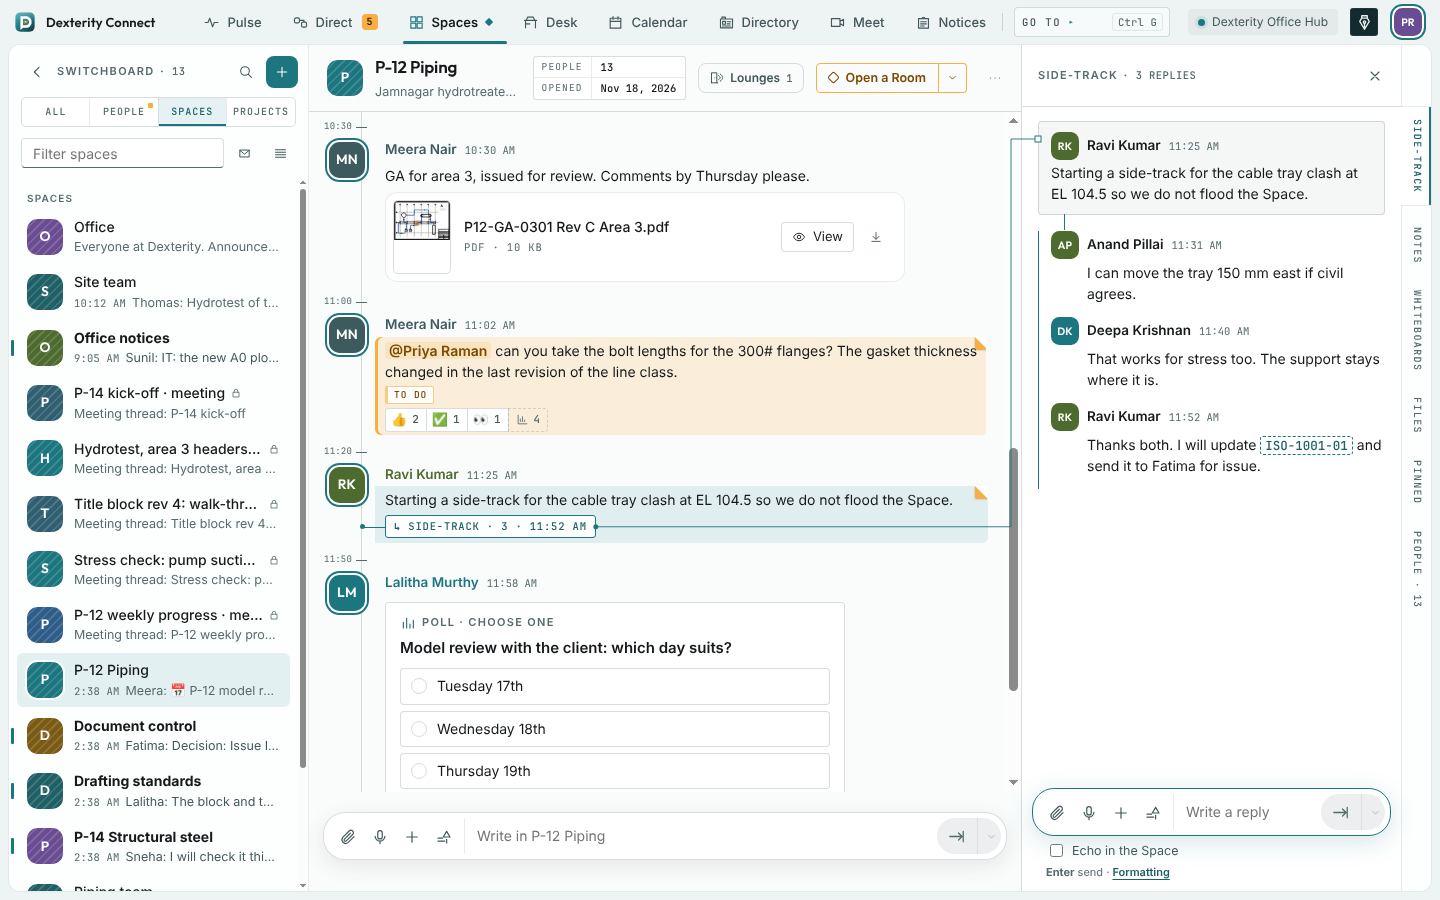 Dexterity Connect
Pulse
Direct 5
Spaces
Desk
Calendar
Directory
Meet
Notices
GO TO
Ctrl G
Dexterity Office Hub
PR
SWITCHBOARD · 13
ALL
PEOPLE
SPACES
PROJECTS
Filter spaces
SPACES
O
Office
Everyone at Dexterity. Announce...
S
Site team
10:12 AM Thomas: Hydrotest of t...
O
Office notices
9:05 AM Sunil: IT: the new A0 plo...
P
P-14 kick-off · meeting
Meeting thread: P-14 kick-off
H
Hydrotest, area 3 headers...
Meeting thread: Hydrotest, area ...
T
Title block rev 4: walk-thr...
Meeting thread: Title block rev 4...
S
Stress check: pump sucti...
Meeting thread: Stress check: p...
P
P-12 weekly progress · me...
Meeting thread: P-12 weekly pro...
P
P-12 Piping
2:38 AM Meera: 📅 P-12 model r...
D
Document control
2:38 AM Fatima: Decision: Issue I...
D
Drafting standards
2:38 AM Lalitha: The block and t...
P
P-14 Structural steel
2:38 AM Sneha: I will check it thi...
Piping team
P
P-12 Piping
Jamnagar hydrotreate...
PEOPLE 13
OPENED Nov 18, 2026
Lounges 1
Open a Room
10:30
MN
Meera Nair 10:30 AM
GA for area 3, issued for review. Comments by Thursday please.
P12-GA-0301 Rev C Area 3.pdf
PDF · 10 KB
View
11:00
MN
Meera Nair 11:02 AM
@Priya Raman can you take the bolt lengths for the 300# flanges? The gasket thickness
changed in the last revision of the line class.
TO DO
👍 2 ✅ 1 👀 1 4
11:20
RK
Ravi Kumar 11:25 AM
Starting a side-track for the cable tray clash at EL 104.5 so we do not flood the Space.
↳ SIDE-TRACK · 3 · 11:52 AM
11:50
LM
Lalitha Murthy 11:58 AM
POLL · CHOOSE ONE
Model review with the client: which day suits?
Tuesday 17th
Wednesday 18th
Thursday 19th
Write in P-12 Piping
SIDE-TRACK · 3 REPLIES
RK
Ravi Kumar 11:25 AM
Starting a side-track for the cable tray clash at
EL 104.5 so we do not flood the Space.
AP
Anand Pillai 11:31 AM
I can move the tray 150 mm east if civil
agrees.
DK
Deepa Krishnan 11:40 AM
That works for stress too. The support stays
where it is.
RK
Ravi Kumar 11:52 AM
Thanks both. I will update ISO-1001-01 and
send it to Fatima for issue.
Write a reply
Echo in the Space
Enter send · Formatting
SIDE-TRACK
NOTES
WHITEBOARDS
FILES
PINNED
PEOPLE · 13